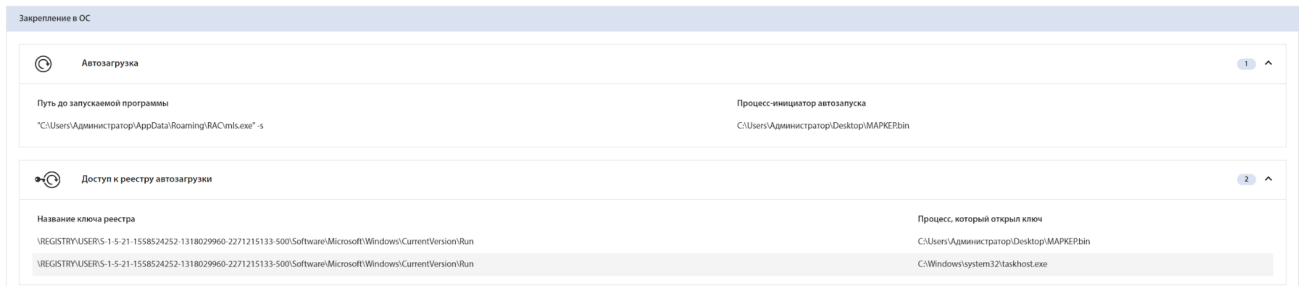 Закрепление в ОС
Автозагрузка 1
Путь до запускаемой программы Процесс-инициатор автозапуска
"C:\Users\Администратор\AppData\Roaming\RAC\mls.exe" -s C:\Users\Администратор\Desktop\МАРКЕР.bin
Доступ к реестру автозагрузки 2
Название ключа реестра Процесс, который открыл ключ
\REGISTRY\USER\S-1-5-21-1558524252-1318029960-2271215133-500\Software\Microsoft\Windows\CurrentVersion\Run C:\Users\Администратор\Desktop\МАРКЕР.bin
\REGISTRY\USER\S-1-5-21-1558524252-1318029960-2271215133-500\Software\Microsoft\Windows\CurrentVersion\Run C:\Windows\system32\taskhost.exe